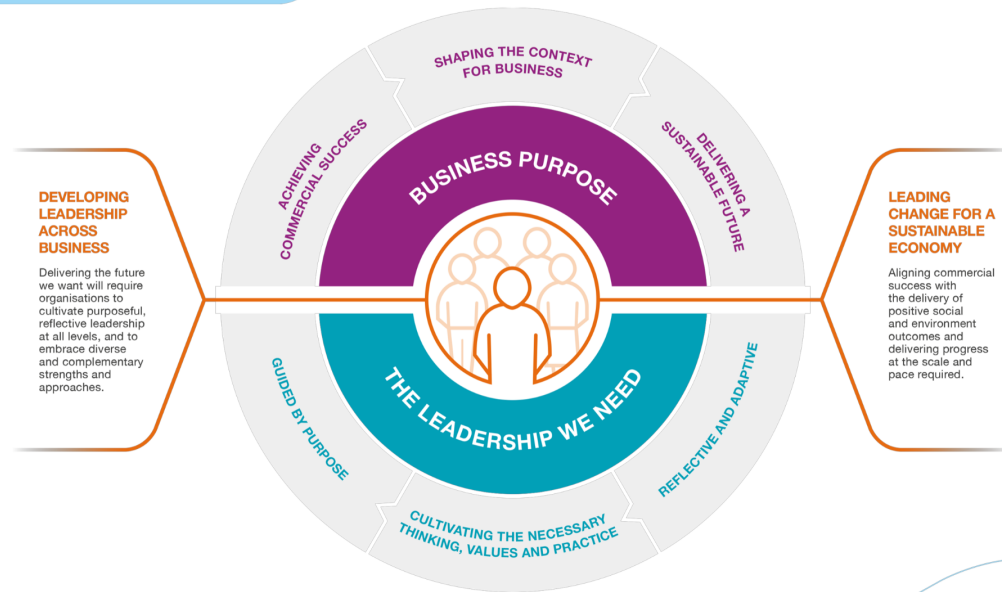 SHAPING THE CONTEXT
FOR BUSINESS
ACHIEVING
COMMERCIAL SUCCESS
DELIVERING A
SUSTAINABLE FUTURE
BUSINESS PURPOSE
DEVELOPING
LEADERSHIP
ACROSS
BUSINESS
Delivering the future
we want will require
organisations to
cultivate purposeful,
reflective leadership
at all levels, and to
embrace diverse
and complementary
strengths and
approaches.
LEADING
CHANGE FOR A
SUSTAINABLE
ECONOMY
Aligning commercial
success with
the delivery of
positive social
and environment
outcomes and
delivering progress
at the scale and
pace required.
THE LEADERSHIP WE NEED
GUIDED BY PURPOSE
REFLECTIVE AND ADAPTIVE
CULTIVATING THE NECESSARY
THINKING, VALUES AND PRACTICE